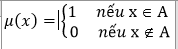 μ(x) = {1 nếu x ∈ A
0 nếu x ∉ A